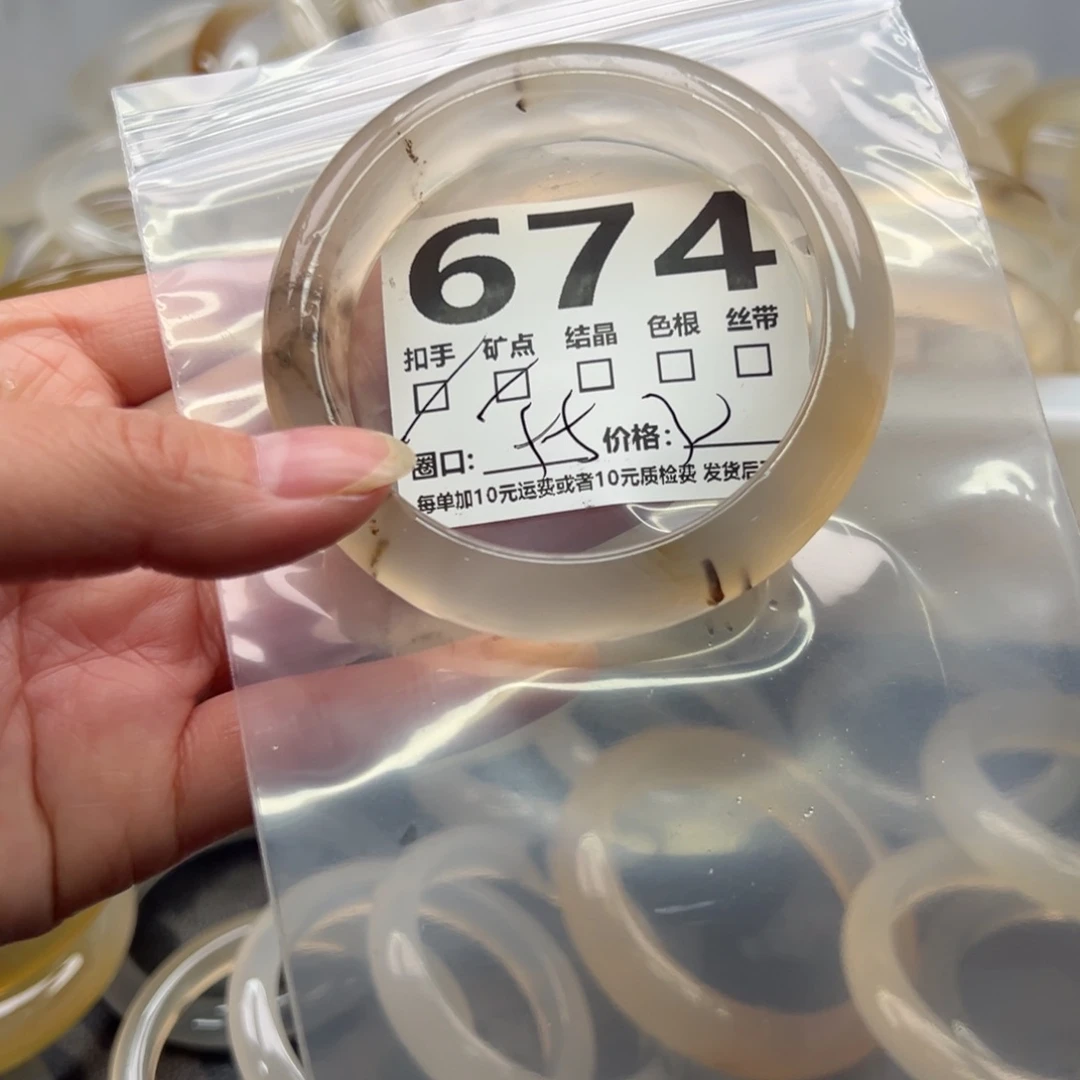 674
扣手 矿点 结晶 色根 丝带
圈口: 价格:
每单加10元运费或者10元质检费 发货后